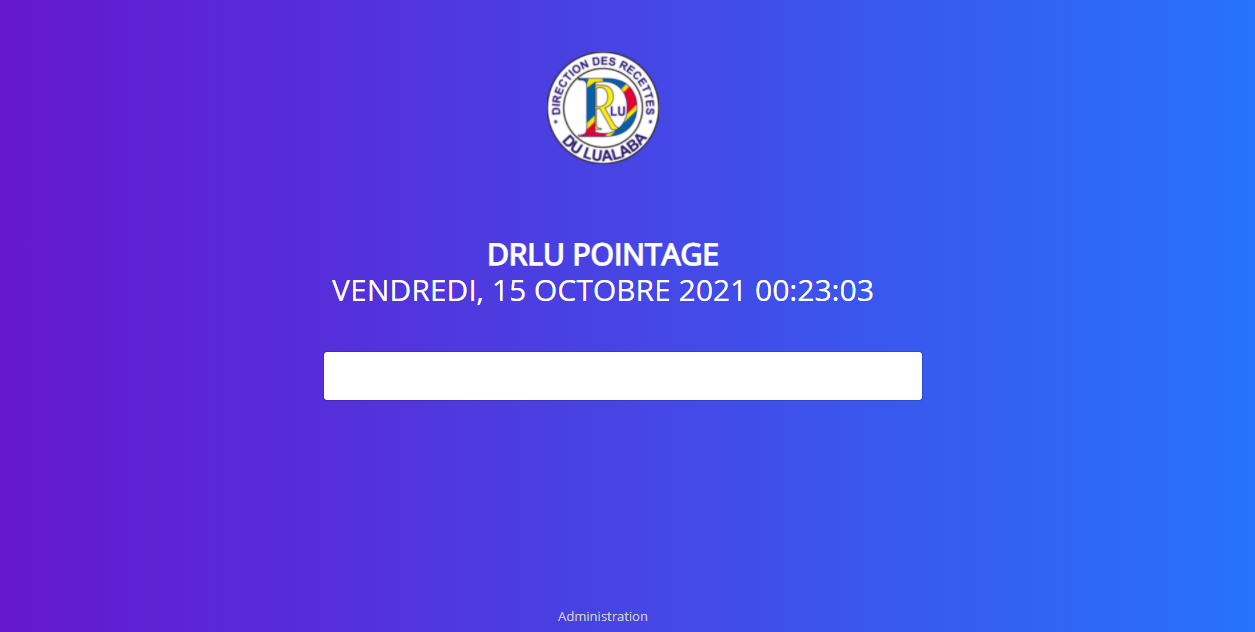 DIRECTION DES RECETTES
DRLU
DU LUALABA
DRLU POINTAGE
VENDREDI, 15 OCTOBRE 2021 00:23:03
Administration